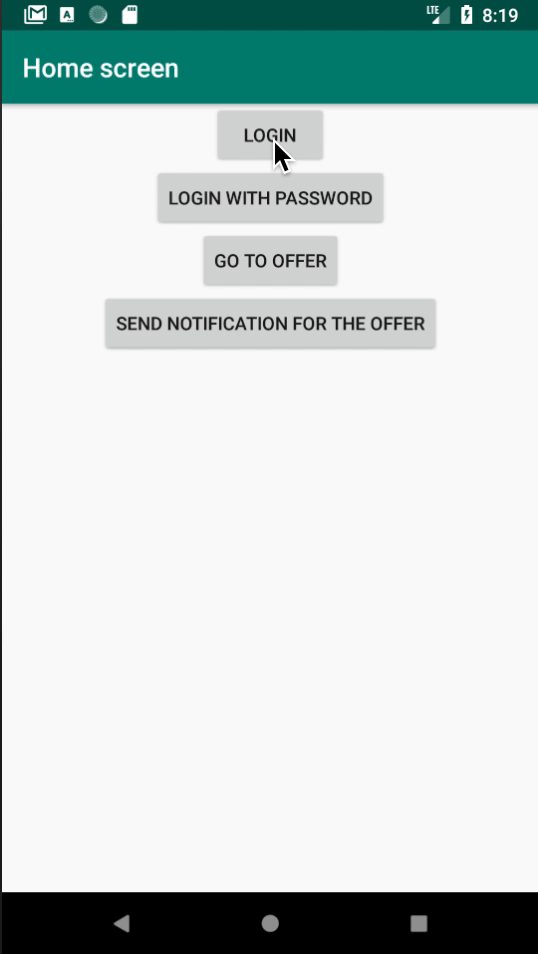 LTE 8:19
Home screen
LOGIN
LOGIN WITH PASSWORD
GO TO OFFER
SEND NOTIFICATION FOR THE OFFER